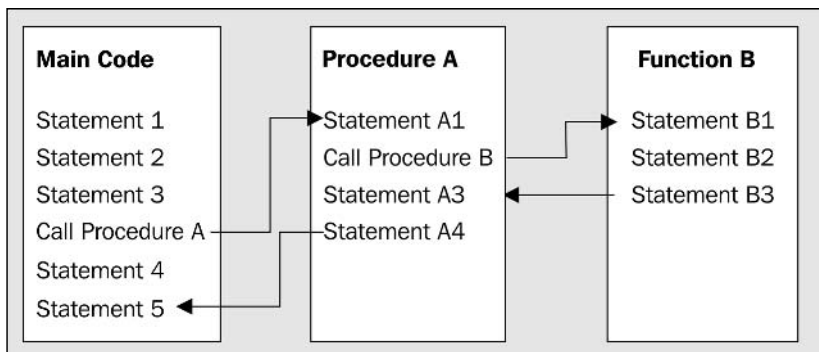 Main Code
Statement 1
Statement 2
Statement 3
Call Procedure A
Statement 4
Statement 5
Procedure A
Statement A1
Call Procedure B
Statement A3
Statement A4
Function B
Statement B1
Statement B2
Statement B3